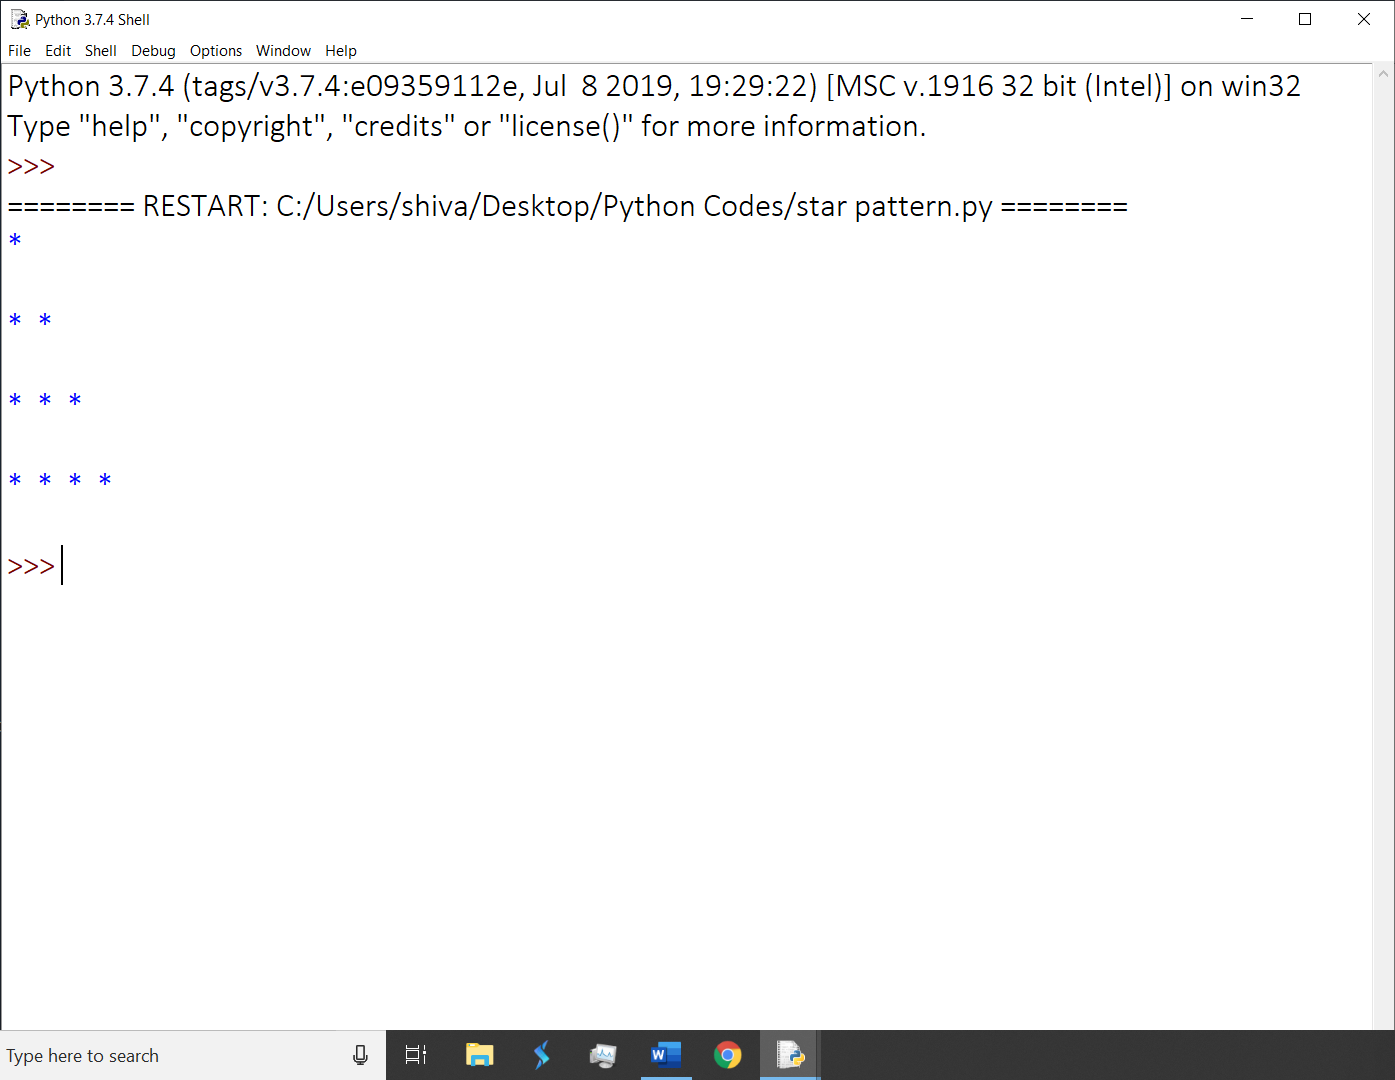 Python 3.7.4 Shell
File Edit Shell Debug Options Window Help
Python 3.7.4 (tags/v3.7.4:e09359112e, Jul  8 2019, 19:29:22) [MSC v.1916 32 bit (Intel)] on win32
Type "help", "copyright", "credits" or "license()" for more information.
>>>
======== RESTART: C:/Users/shiva/Desktop/Python Codes/star pattern.py ========
*
* *
* * *
* * * *
>>>
Type here to search
W